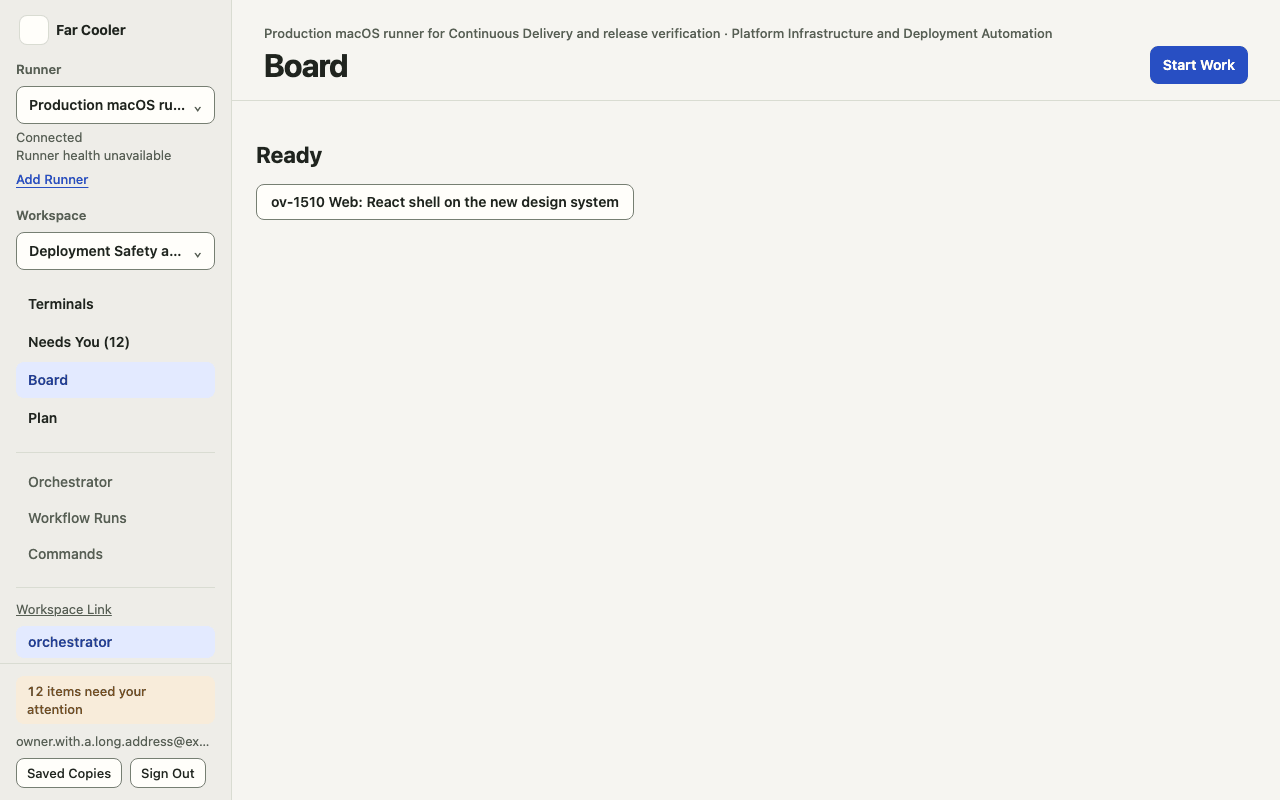 Far Cooler
Runner
Production macOS ru...
Connected
Runner health unavailable
Add Runner
Workspace
Deployment Safety a...
Terminals
Needs You (12)
Board
Plan
Orchestrator
Workflow Runs
Commands
Workspace Link
orchestrator
12 items need your
attention
owner.with.a.long.address@ex...
Saved Copies
Sign Out
Production macOS runner for Continuous Delivery and release verification · Platform Infrastructure and Deployment Automation
Board
Start Work
Ready
ov-1510 Web: React shell on the new design system